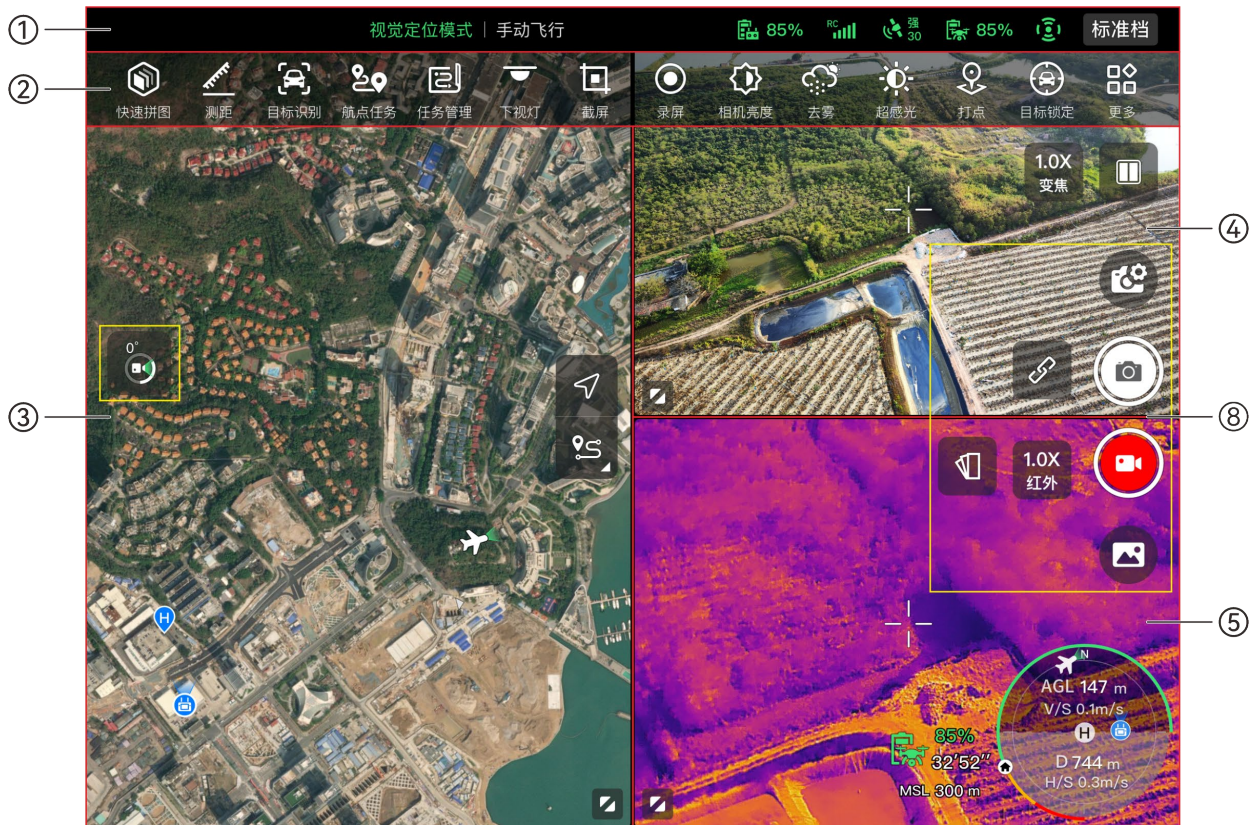 ①
视觉定位模式 | 手动飞行
85%
RC
强
30
85%
标准档
②
快速拼图 测距 目标识别 航点任务 任务管理 下视灯 截屏 录屏 相机亮度 去雾 超感光 打点 目标锁定 更多
1.0X
变焦
④
0°
③
⑧
1.0X
红外
H
⑤
N
AGL 147 m
V/S 0.1m/s
H
85%
32'52"
D 744 m
H/S 0.3m/s
MSL 300 m